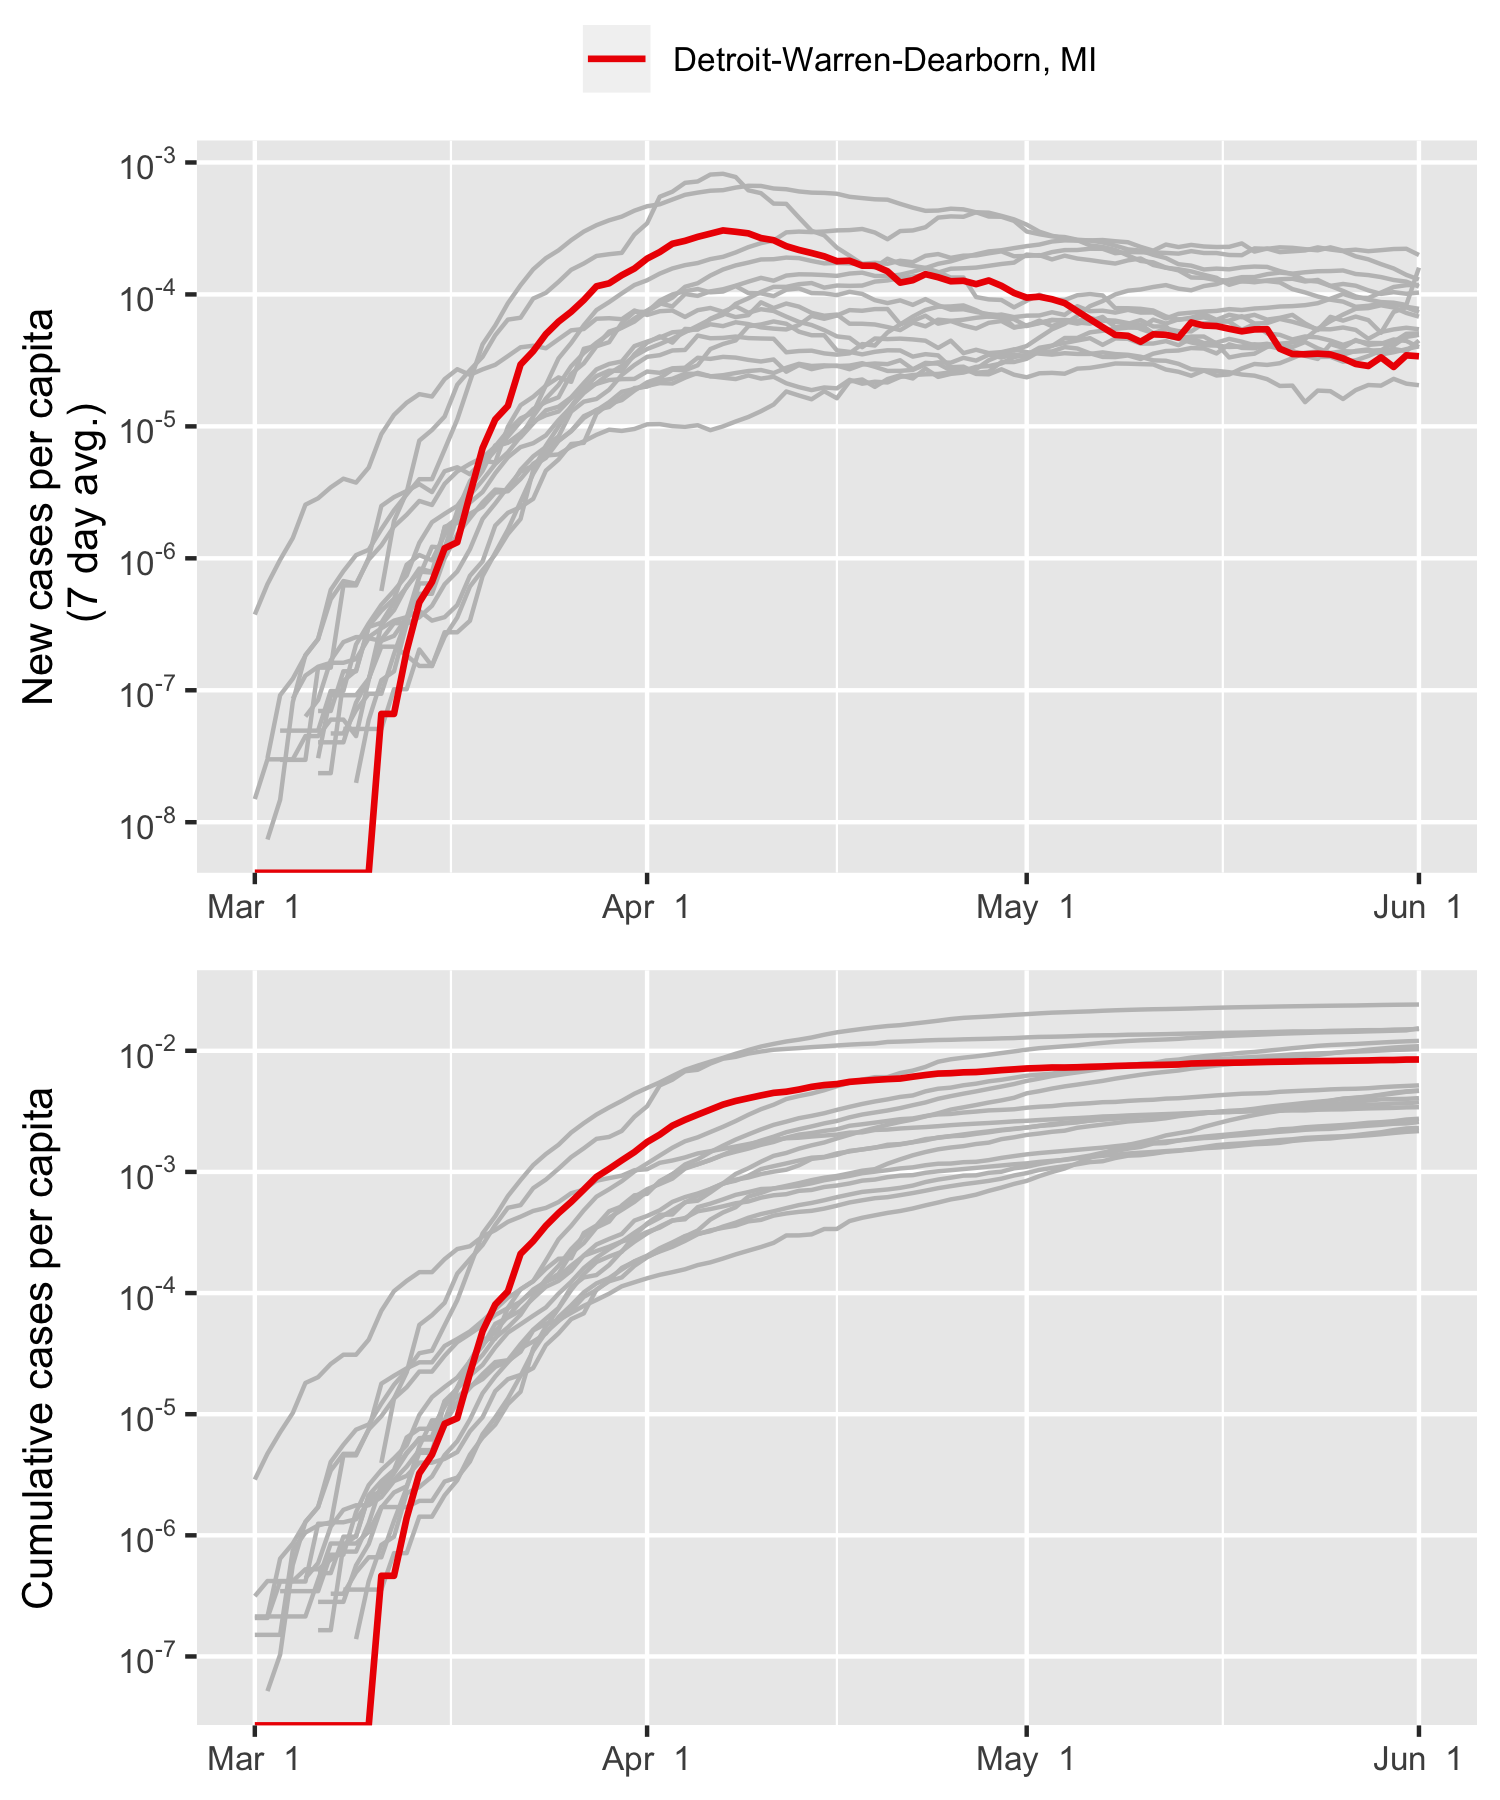 Detroit-Warren-Dearborn, MI
New cases per capita
(7 day avg.)
10-3
10-4
10-5
10-6
10-7
10-8
Mar 1
Apr 1
May 1
Jun 1
Cumulative cases per capita
10-2
10-3
10-4
10-5
10-6
10-7
Mar 1
Apr 1
May 1
Jun 1